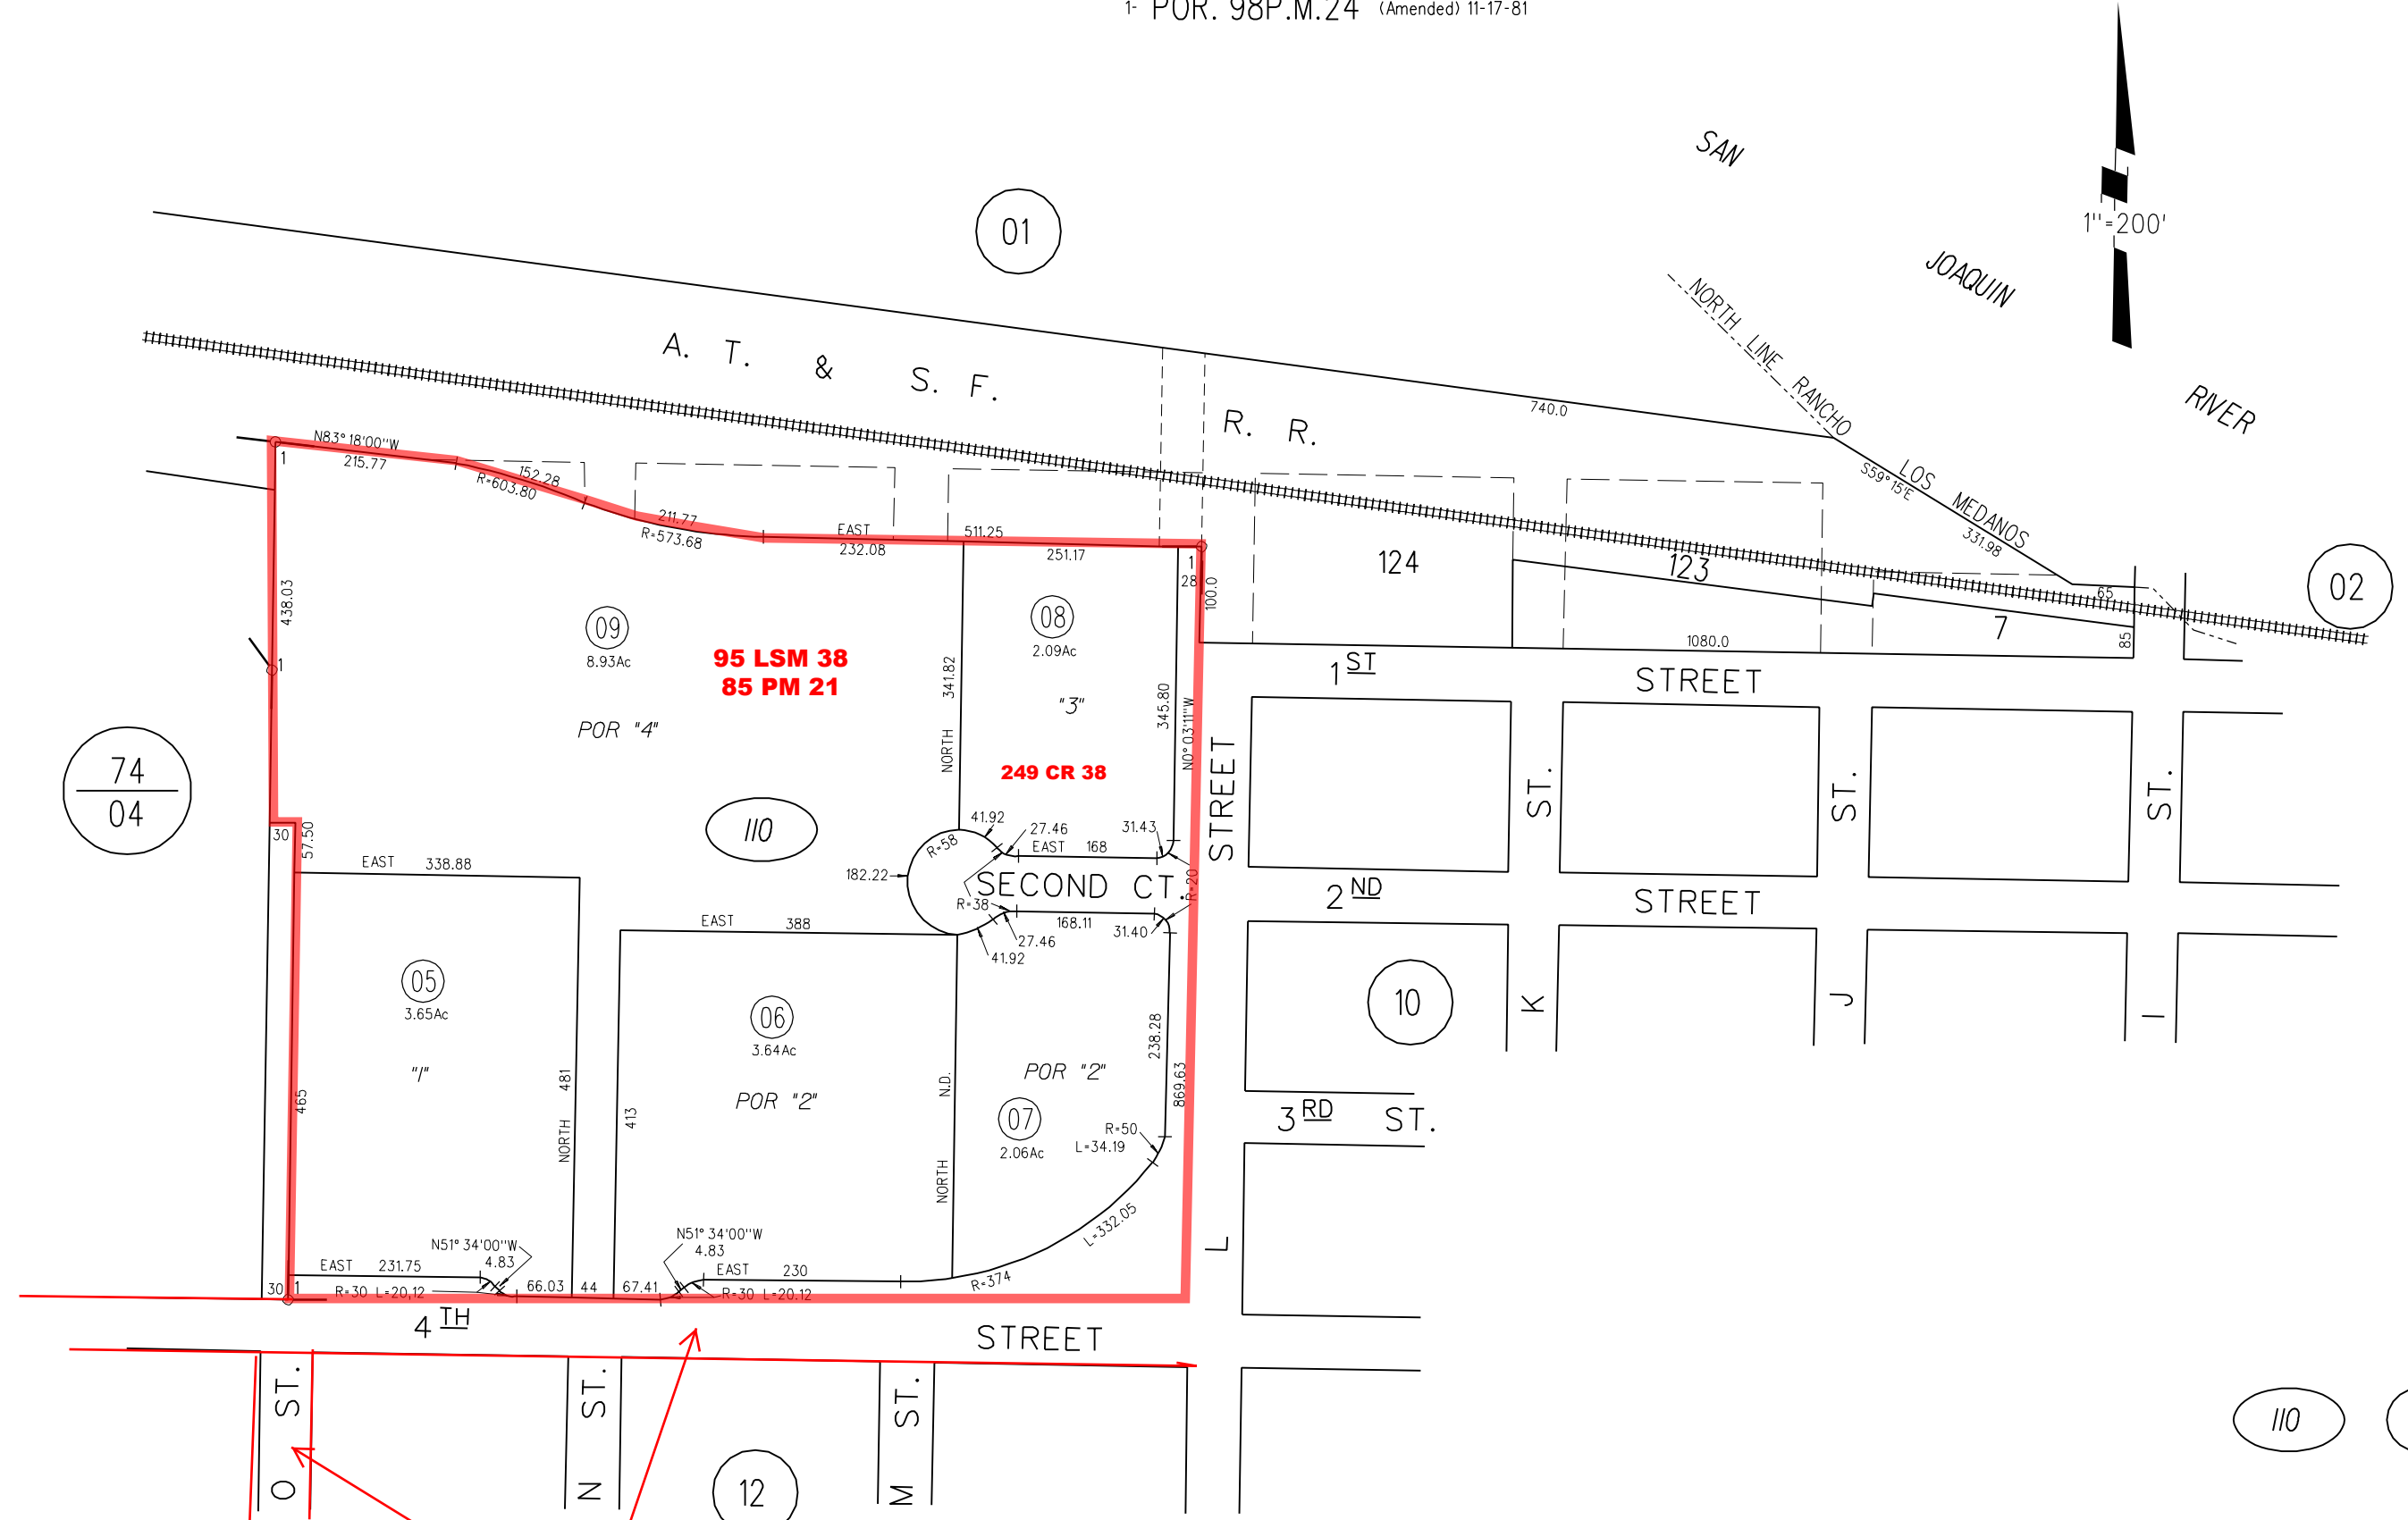 1- POR. 98P.M.24 (Amended) 11-17-81
SAN
JOAQUIN
RIVER
1"=200'
01
A. T. & S. F. R. R.
740.0
NORTH LINE RANCHO
LOS MEDANOS
S59°15'E
331.98
02
65
85
N83°18'00"W
215.77
1
152.28
R=603.80
211.77
R=573.68
EAST
232.08
511.25
251.17
1
28
100.0
124
123
7
1080.0
1ST STREET
438.03
1
09
8.93Ac
POR "4"
95 LSM 38
85 PM 21
08
2.09Ac
"3"
249 CR 38
NORTH 341.82
345.80
N0°03'11"W
STREET
ST.
ST.
ST.
74
04
110
30
57.50
EAST 338.88
41.92
27.46
31.43
R=58
EAST 168
182.22
SECOND CT.
R=20
R=38
168.11
31.40
27.46
41.92
2ND STREET
EAST 388
05
3.65Ac
"1"
465
NORTH 481
413
06
3.64Ac
POR "2"
N.D.
NORTH
POR "2"
07
2.06Ac
238.28
869.63
R=50
L=34.19
L=332.05
R=374
10
K
J
I
3RD ST.
L
N51°34'00"W
4.83
N51°34'00"W
4.83
EAST 231.75
30
1
R=30 L=20,12
66.03
44
67.41
EAST 230
R=30 L=20.12
4TH STREET
O ST.
N ST.
M ST.
12
110